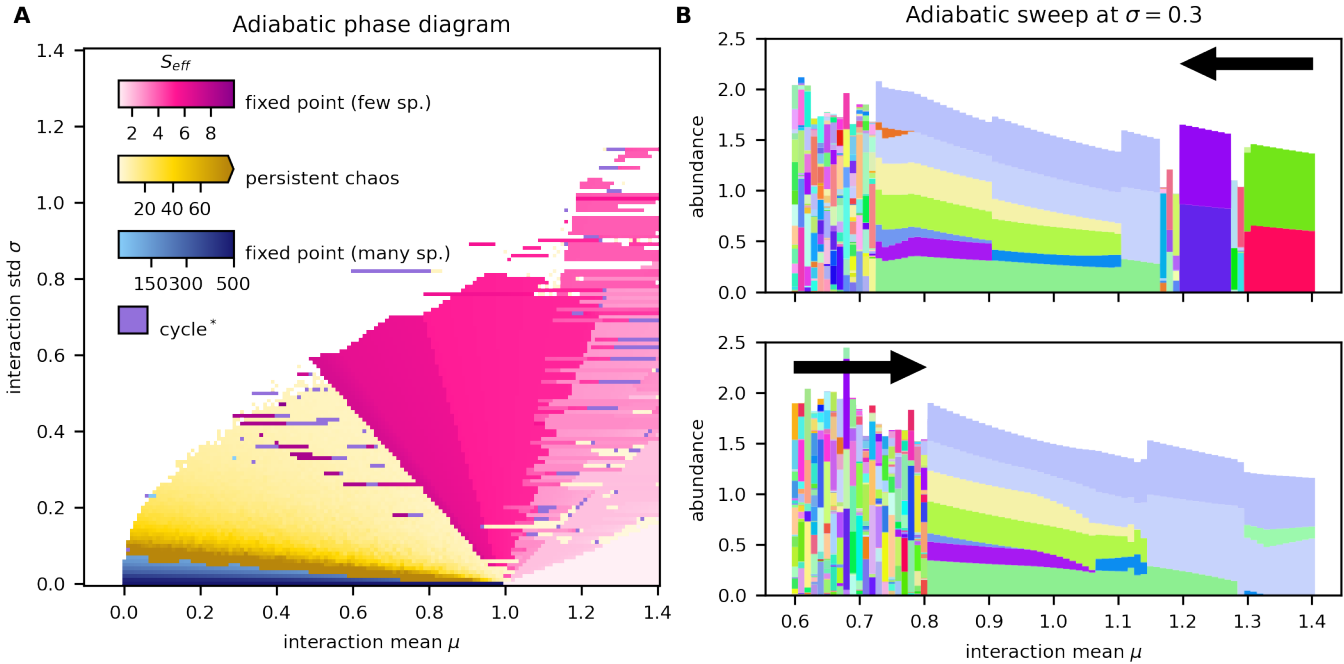 A
Adiabatic phase diagram
S_eff
2 4 6 8
fixed point (few sp.)
20 40 60
persistent chaos
150 300 500
fixed point (many sp.)
cycle*
1.4
1.2
1.0
0.8
0.6
0.4
0.2
0.0
interaction std σ
0.0 0.2 0.4 0.6 0.8 1.0 1.2 1.4
interaction mean μ
B
Adiabatic sweep at σ = 0.3
2.5
2.0
1.5
1.0
0.5
0.0
abundance
2.5
2.0
1.5
1.0
0.5
0.0
abundance
0.6 0.7 0.8 0.9 1.0 1.1 1.2 1.3 1.4
interaction mean μ